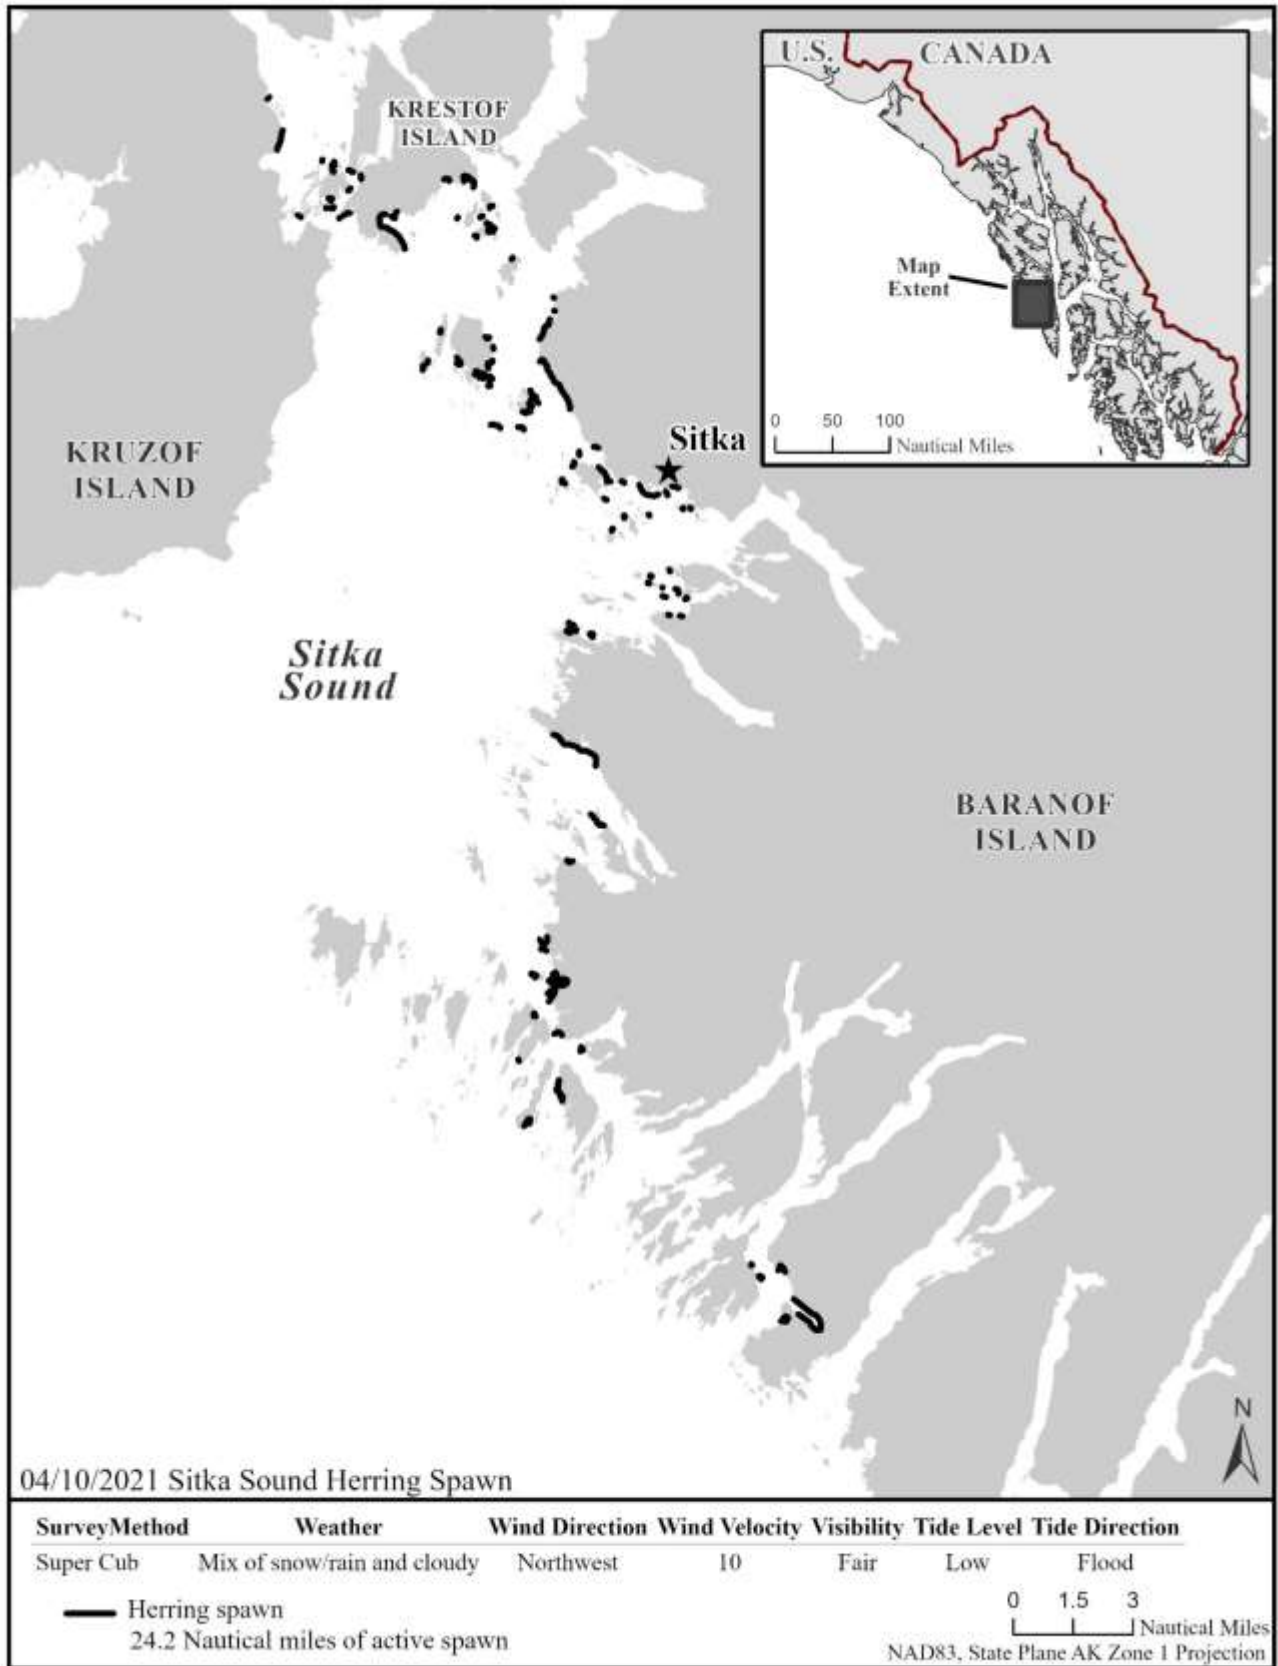 U.S. CANADA
KRESTOF
ISLAND
Map
Extent
0 50 100
Nautical Miles
Sitka
KRUZOF
ISLAND
Sitka
Sound
BARANOF
ISLAND
N
04/10/2021 Sitka Sound Herring Spawn
SurveyMethod Weather Wind Direction Wind Velocity Visibility Tide Level Tide Direction
Super Cub Mix of snow/rain and cloudy Northwest 10 Fair Low Flood
Herring spawn
24.2 Nautical miles of active spawn
0 1.5 3
Nautical Miles
NAD83, State Plane AK Zone 1 Projection